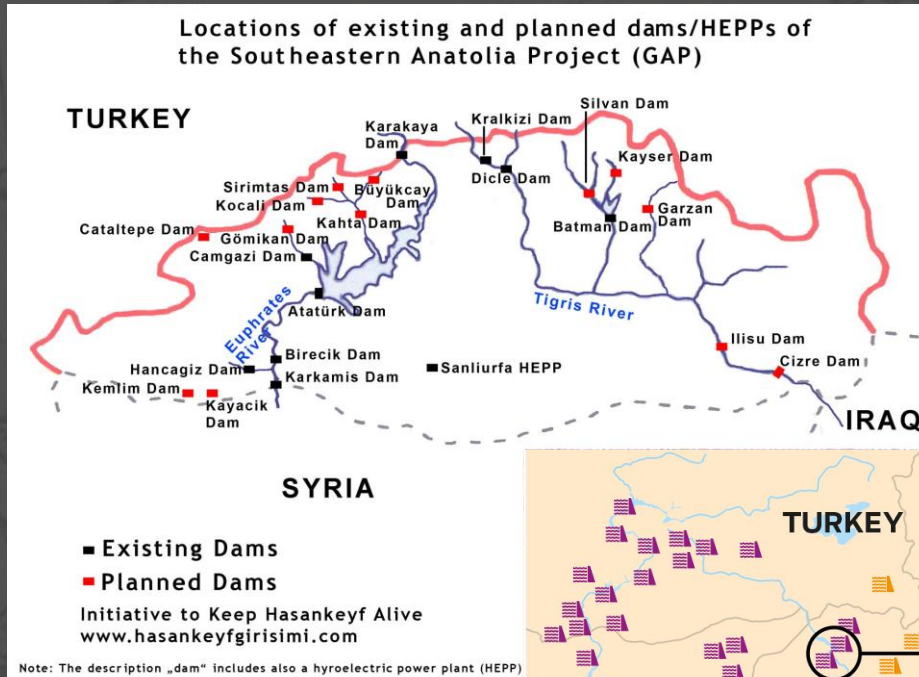 Locations of existing and planned dams/HEPPs of
the Southeastern Anatolia Project (GAP)
TURKEY
Karakaya
Dam
Kralkizi Dam
Silvan Dam
Kayser Dam
Dicle Dam
Sirimtas Dam
Büyükcay
Dam
Kocali Dam
Kahta Dam
Garzan
Dam
Cataltepe Dam
Gömikan Dam
Batman Dam
Camgazi Dam
Euphrates
River
Atatürk Dam
Tigris River
Ilisu Dam
Birecik Dam
Hancagiz Dam
Sanliurfa HEPP
Cizre Dam
Karkamis Dam
Kemlim Dam
Kayacik
Dam
IRAQ
SYRIA
Existing Dams
Planned Dams
Initiative to Keep Hasankeyf Alive
www.hasankeyfgirisimi.com
Note: The description „dam“ includes also a hyroelectric power plant (HEPP)
TURKEY